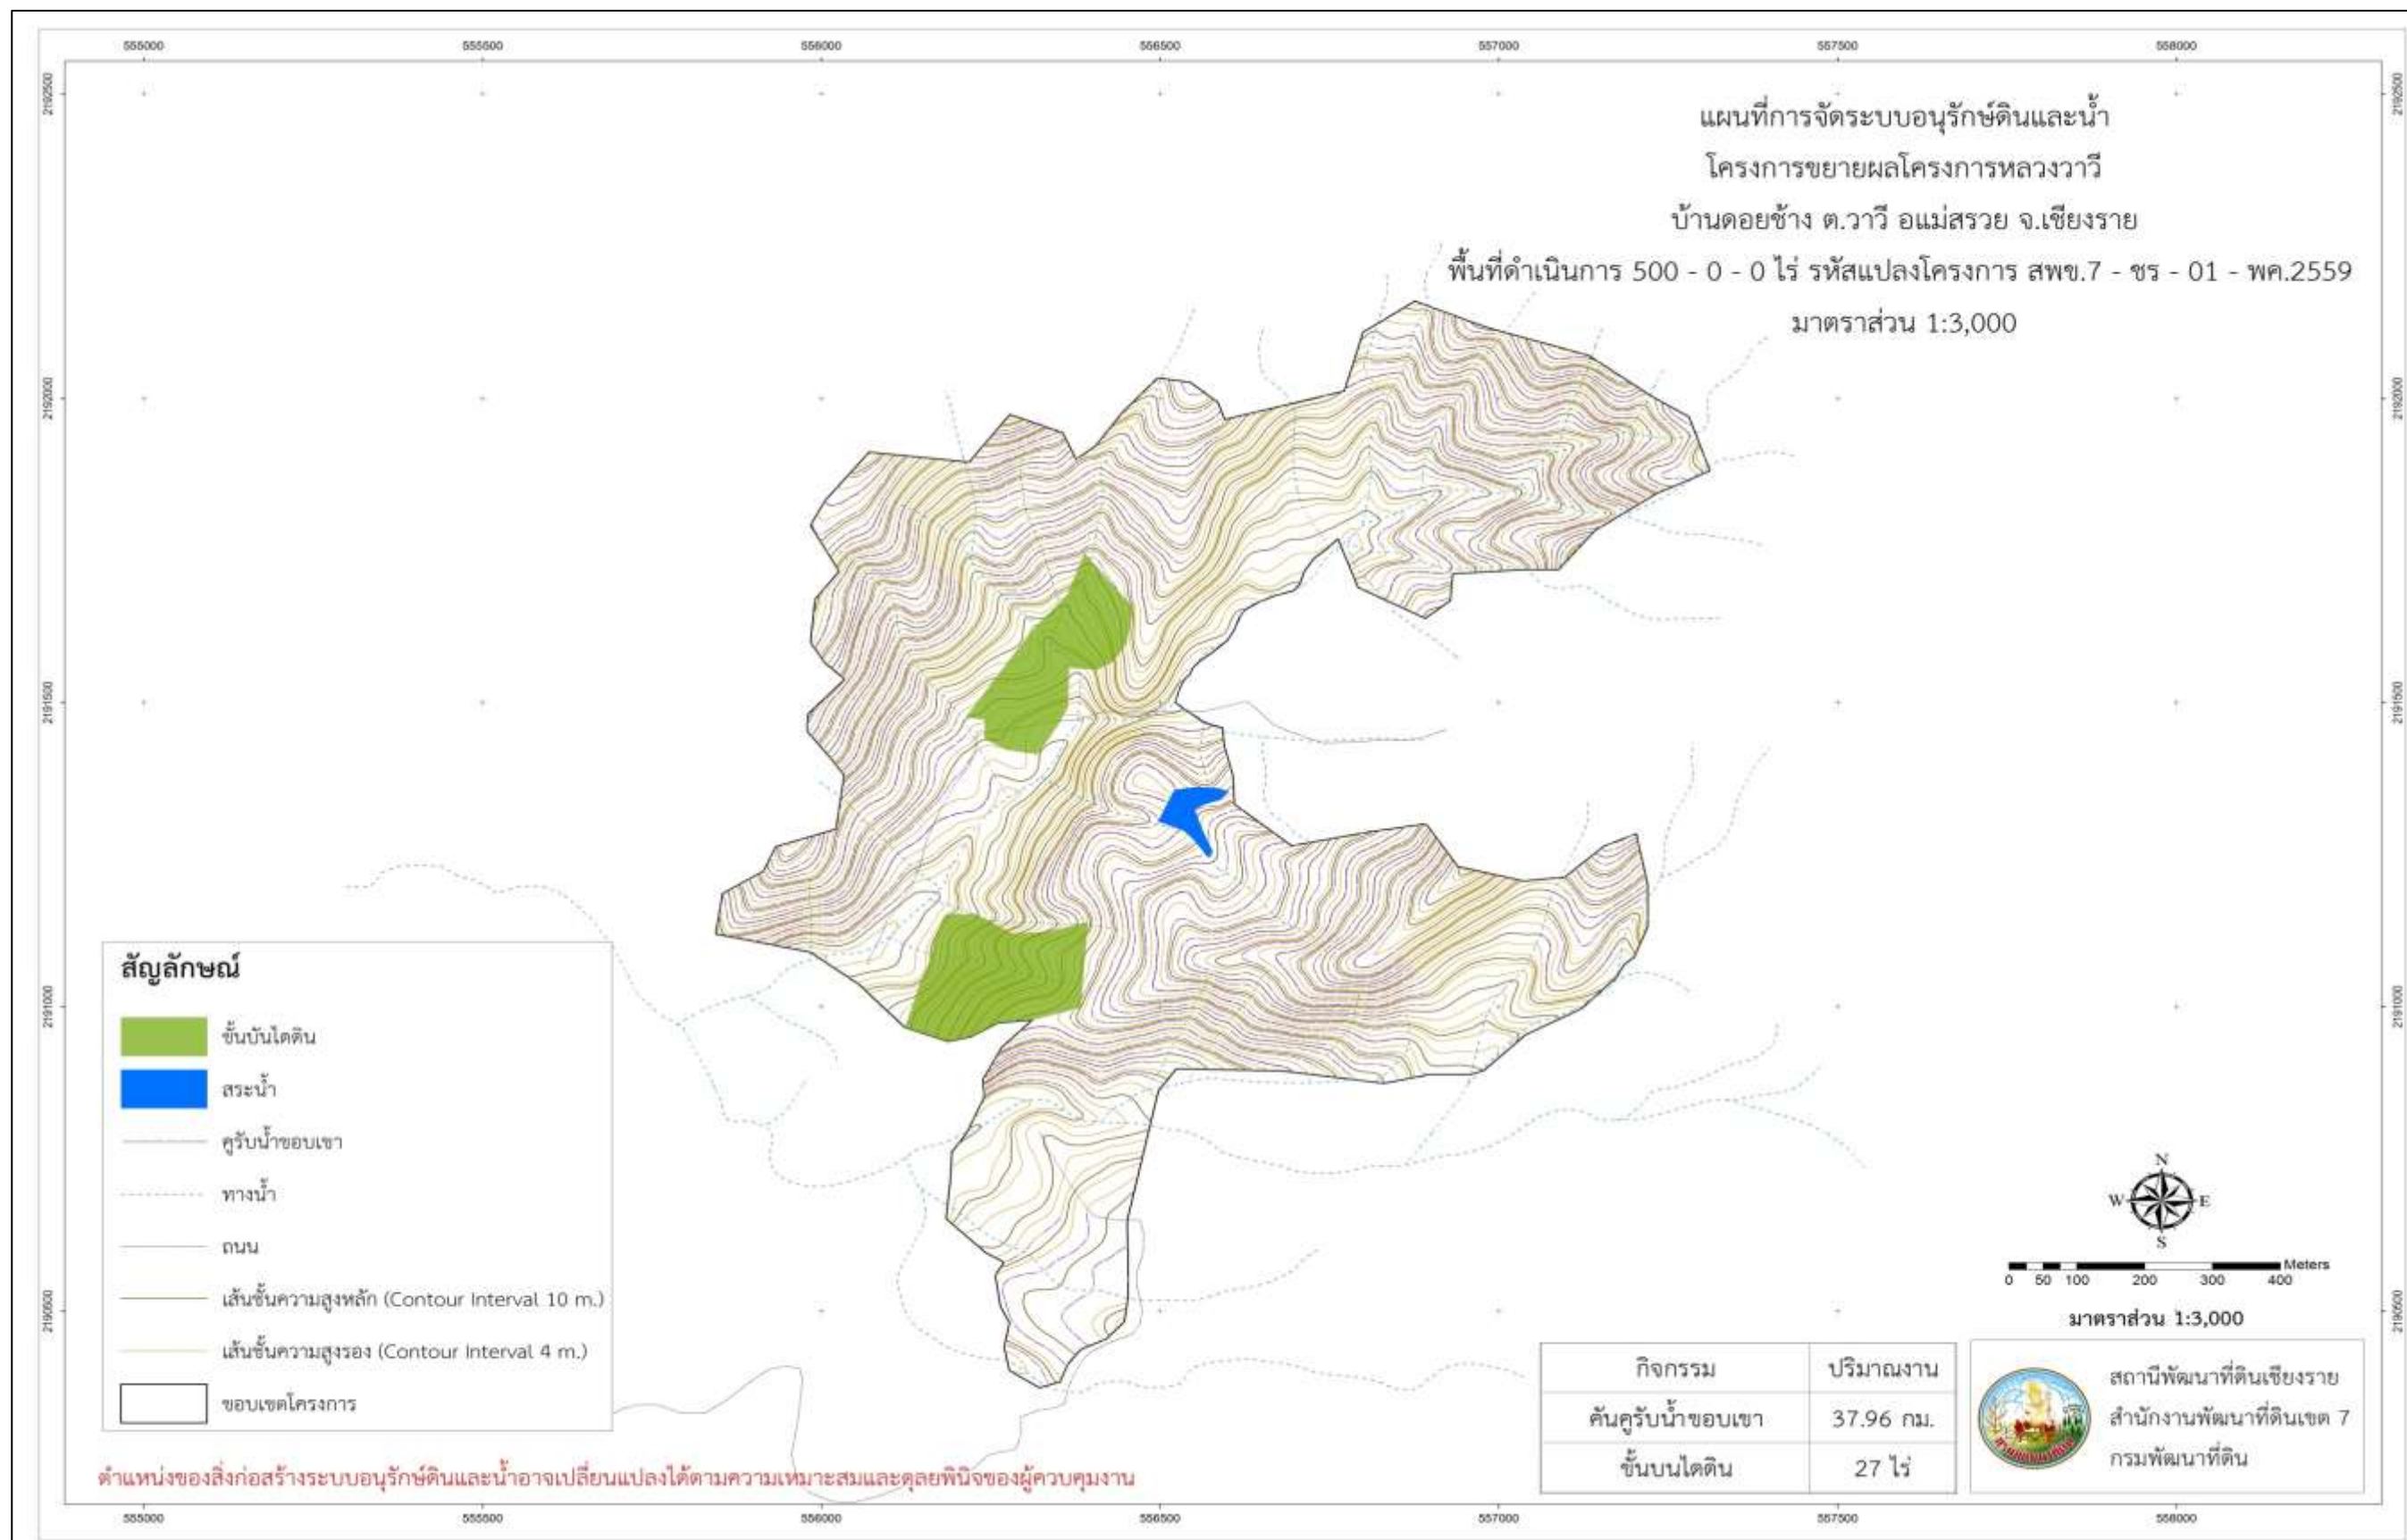 555000 555500 556000 556500 557000 557500 558000
2192500 2192500
2192000 2192000
2191500 2191500
2191000 2191000
2190500 2190500
แผนที่การจัดระบบอนุรักษ์ดินและน้ำ
โครงการขยายผลโครงการหลวงวาวี
บ้านดอยช้าง ต.วาวี อแม่สรวย จ.เชียงราย
พื้นที่ดำเนินการ 500 - 0 - 0 ไร่ รหัสแปลงโครงการ สพข.7 - ชร - 01 - พค.2559
มาตราส่วน 1:3,000
สัญลักษณ์
ขั้นบันไดดิน
สระน้ำ
คูรับน้ำขอบเขา
ทางน้ำ
ถนน
เส้นชั้นความสูงหลัก (Contour Interval 10 m.)
เส้นชั้นความสูงรอง (Contour Interval 4 m.)
ขอบเขตโครงการ
N
W E
S
Meters
0 50 100 200 300 400
มาตราส่วน 1:3,000
กิจกรรม ปริมาณงาน
คันคูรับน้ำขอบเขา 37.96 กม.
ขั้นบนไดดิน 27 ไร่
สถานีพัฒนาที่ดินเชียงราย
สำนักงานพัฒนาที่ดินเขต 7
กรมพัฒนาที่ดิน
ตำแหน่งของสิ่งก่อสร้างระบบอนุรักษ์ดินและน้ำอาจเปลี่ยนแปลงได้ตามความเหมาะสมและดุลยพินิจของผู้ควบคุมงาน
555000 555500 556000 556500 557000 557500 558000